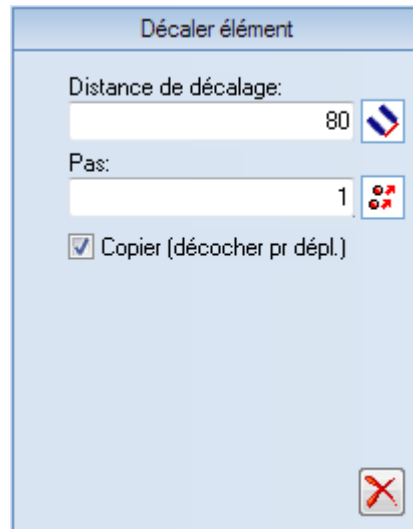 Décaler élément
Distance de décalage:
80
Pas:
1
Copier (décocher pr dépl.)